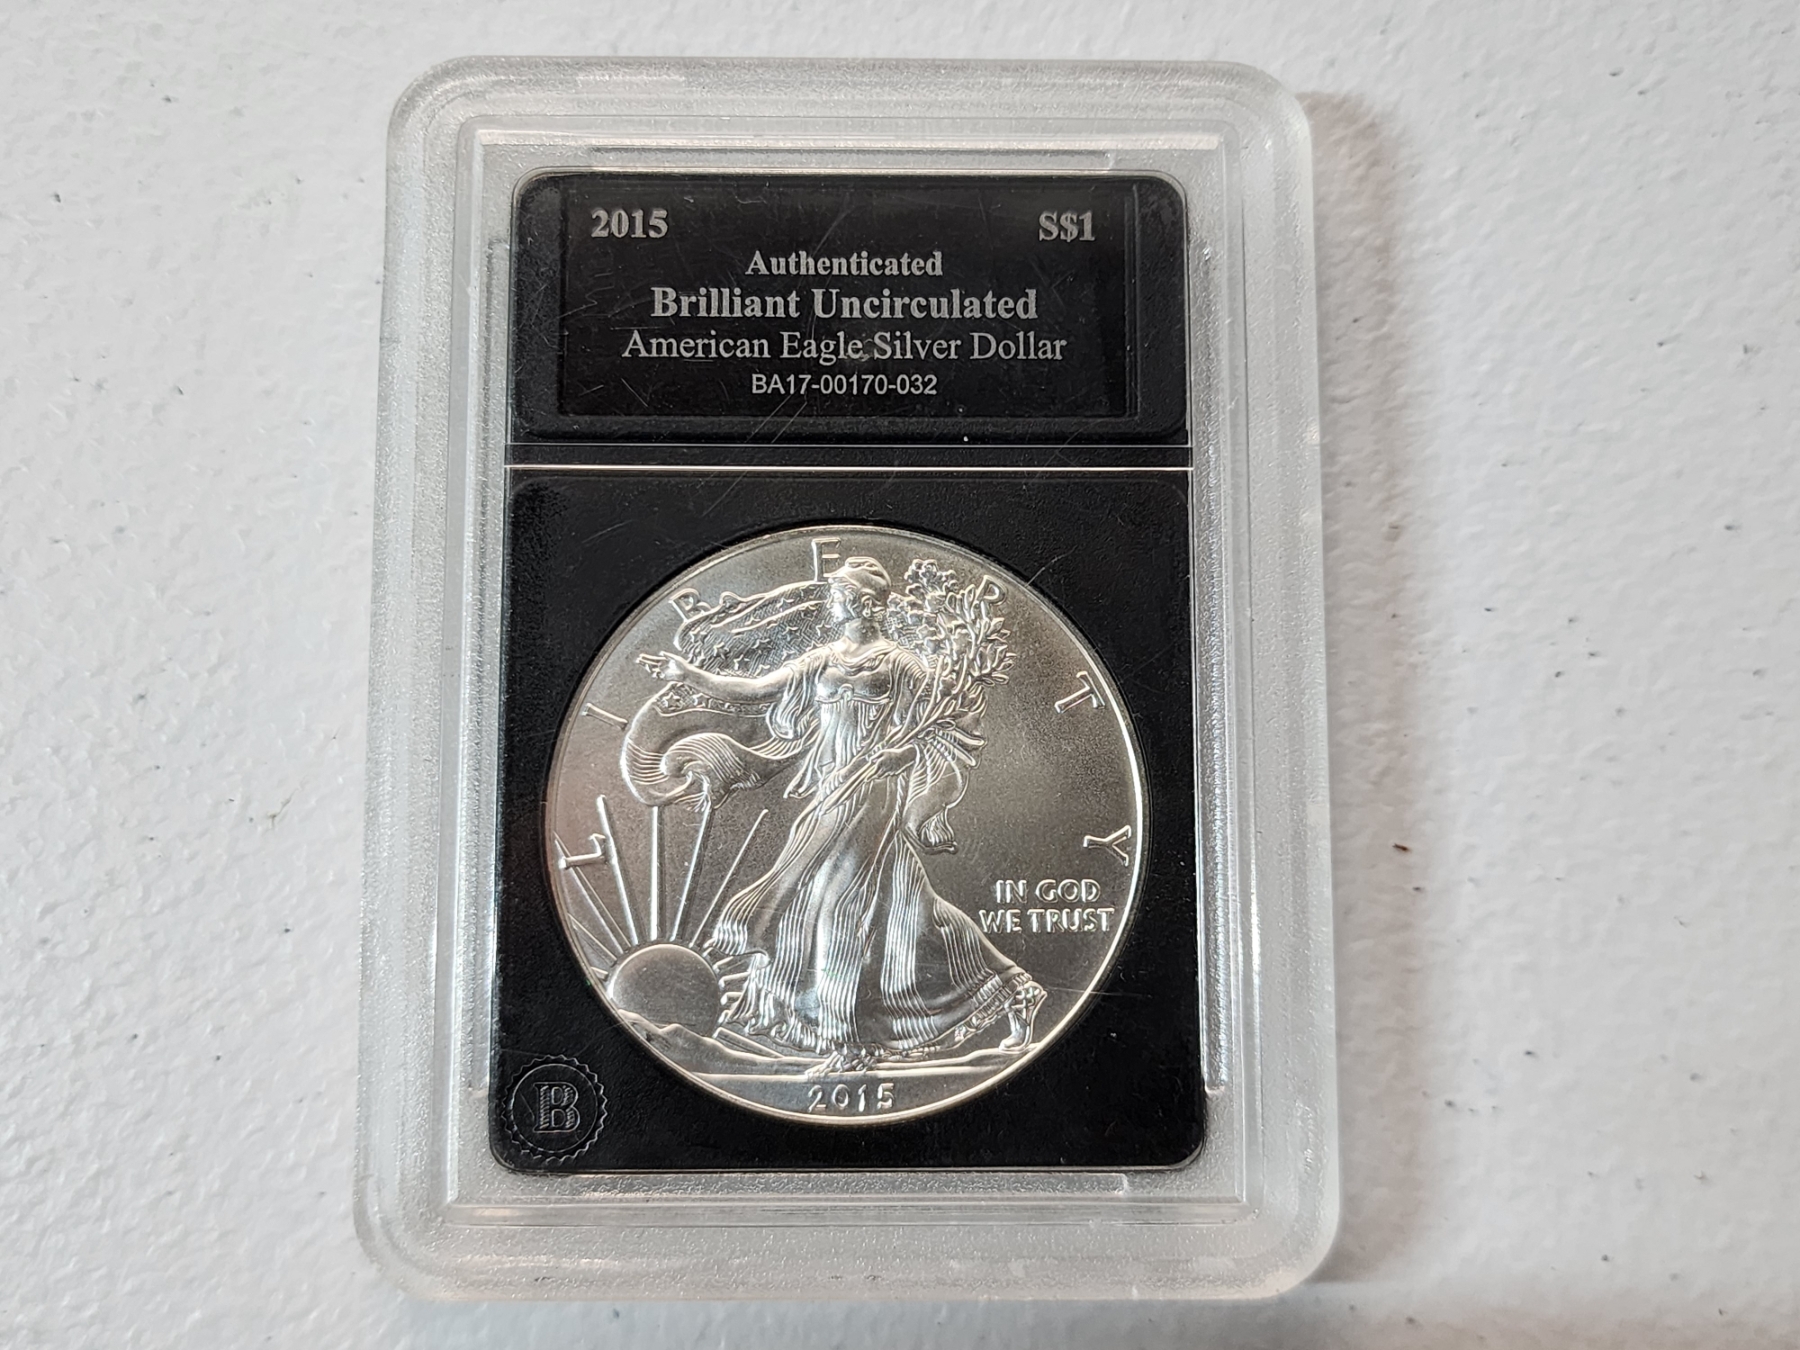 2015 S$1
Authenticated
Brilliant Uncirculated
American Eagle Silver Dollar
BA17-00170-032
LIBERTY
IN GOD
WE TRUST
2015
B